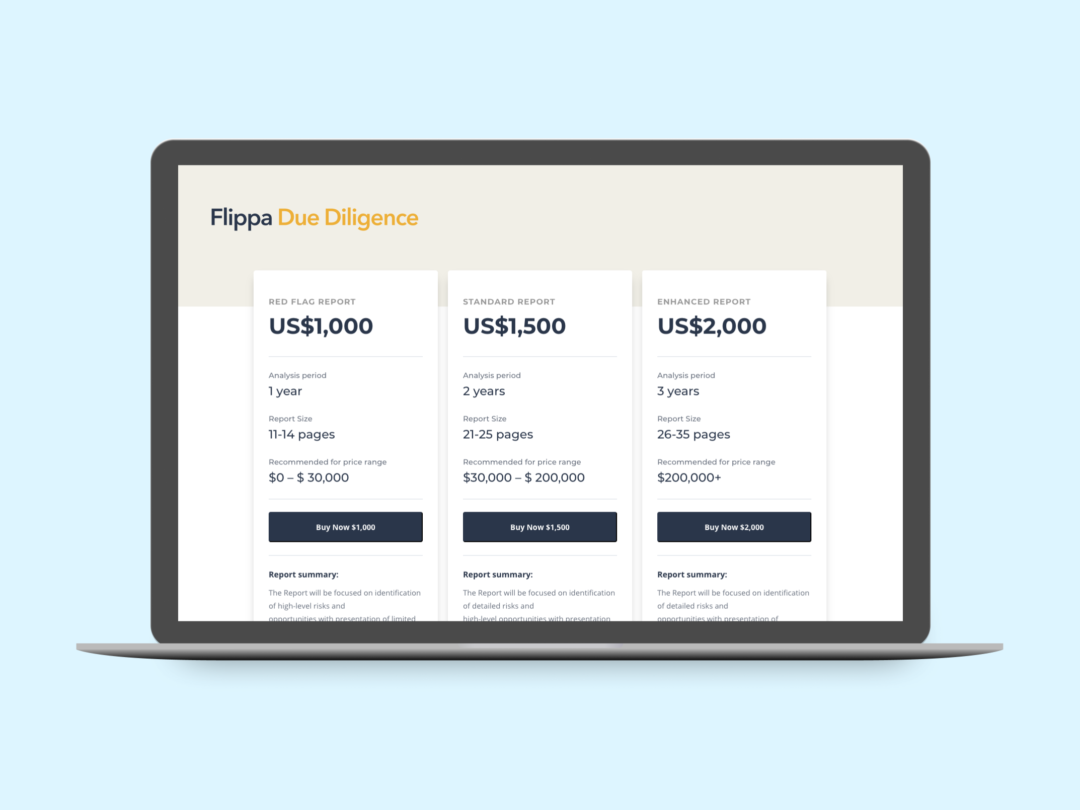 Flippa Due Diligence
RED FLAG REPORT
US$1,000
Analysis period
1 year
Report Size
11-14 pages
Recommended for price range
$0 – $ 30,000
Buy Now $1,000
Report summary:
The Report will be focused on identification
of high-level risks and
opportunities with presentation of limited
STANDARD REPORT
US$1,500
Analysis period
2 years
Report Size
21-25 pages
Recommended for price range
$30,000 – $ 200,000
Buy Now $1,500
Report summary:
The Report will be focused on identification
of detailed risks and
high-level opportunities with presentation
ENHANCED REPORT
US$2,000
Analysis period
3 years
Report Size
26-35 pages
Recommended for price range
$200,000+
Buy Now $2,000
Report summary:
The Report will be focused on identification
of detailed risks and
opportunities with presentation of